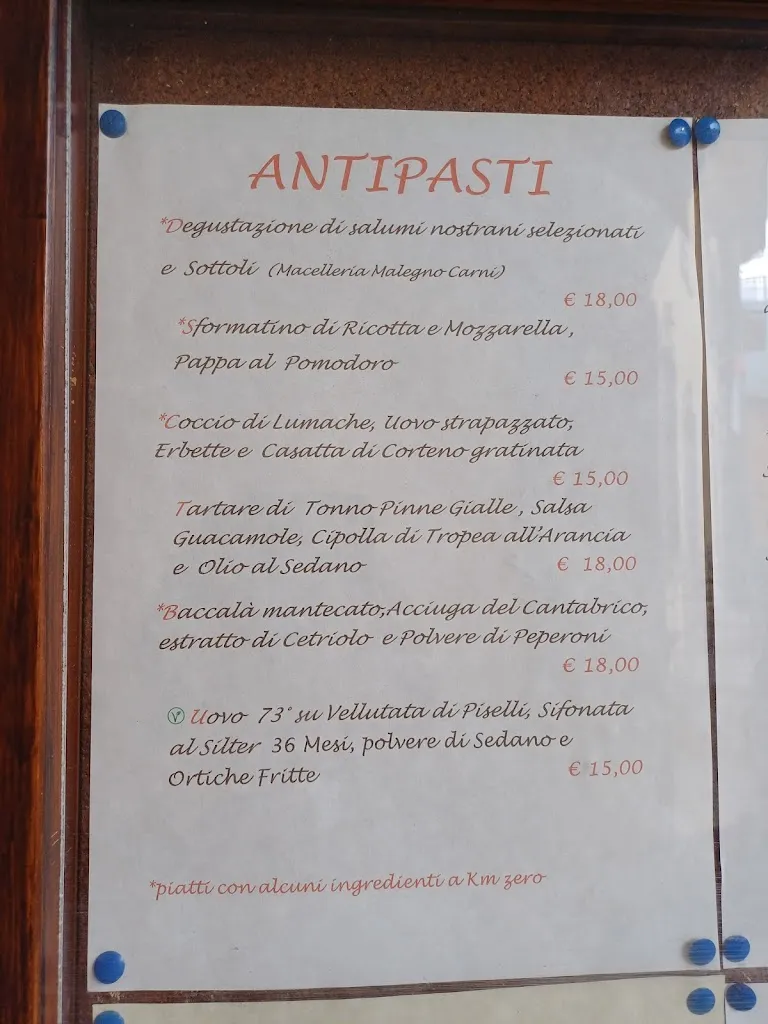 ANTIPASTI
*Degustazione di salumi nostrani selezionati
e Sottoli (Macelleria Malegno Carni)
€ 18,00
*Sformatino di Ricotta e Mozzarella,
Pappa al Pomodoro
€ 15,00
*Coccio di Lumache, Uovo strapazzato,
Erbette e Casatta di Corteno gratinata
€ 15,00
Tartare di Tonno Pinne Gialle, Salsa
Guacamole, Cipolla di Tropea all'Arancia
e Olio al Sedano € 18,00
*Baccalà mantecato,Acciuga del Cantabrico,
estratto di Cetriolo e Polvere di Peperoni
€ 18,00
V Uovo 73° su Vellutata di Piselli, Sifonata
al Silter 36 Mesi, polvere di Sedano e
Ortiche Fritte € 15,00
*piatti con alcuni ingredienti a Km zero